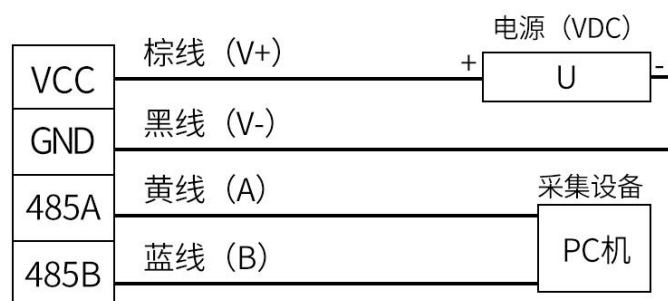 电源（VDC）
VCC 棕线（V+） + U -
GND 黑线（V-）
采集设备
485A 黄线（A）
PC机
485B 蓝线（B）